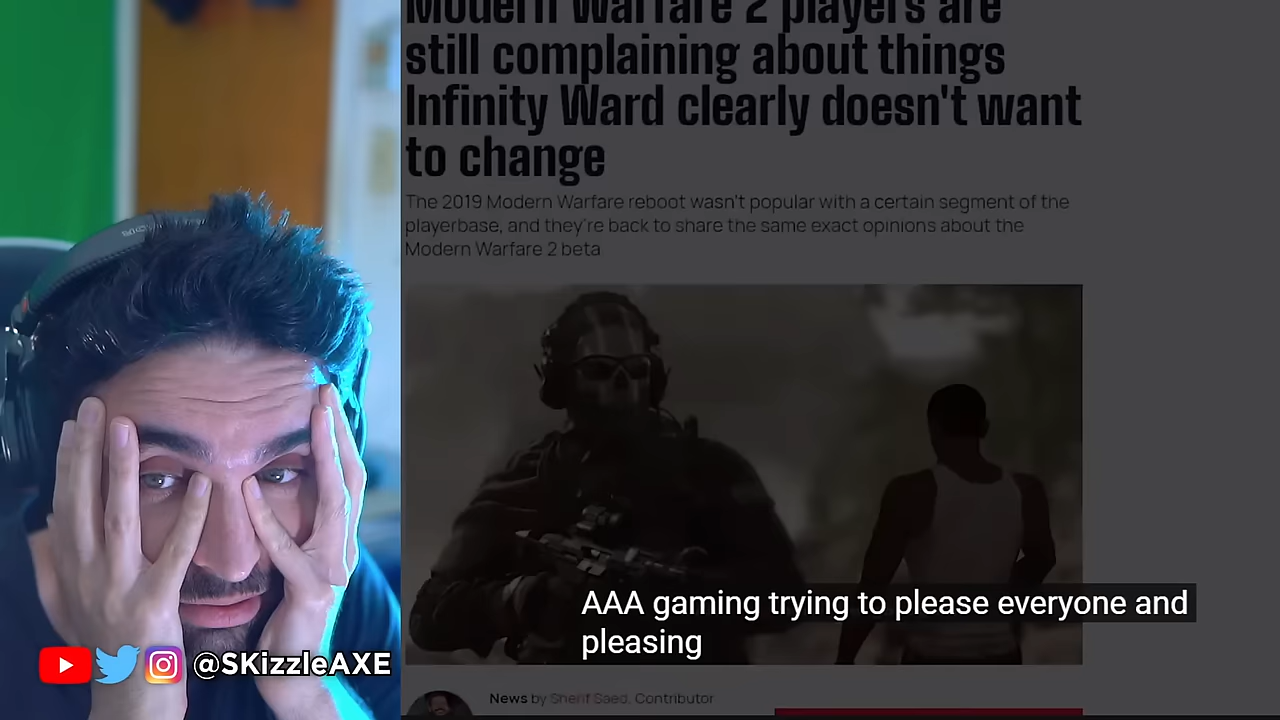 Modern Warfare 2 players are
still complaining about things
Infinity Ward clearly doesn't want
to change
The 2019 Modern Warfare reboot wasn't popular with a certain segment of the
playerbase, and they're back to share the same exact opinions about the
Modern Warfare 2 beta
AAA gaming trying to please everyone and
pleasing
@SKizzleAXE
News by Sherif Saed, Contributor